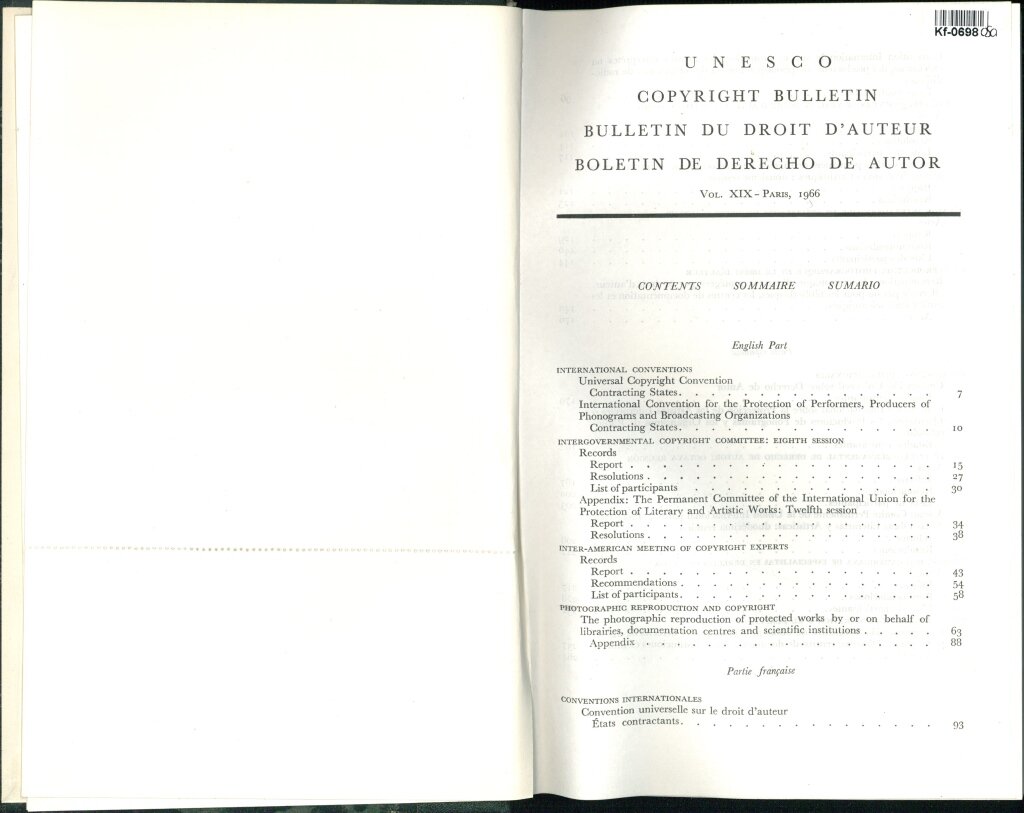 Kf-0698
UNESCO
COPYRIGHT BULLETIN
BULLETIN DU DROIT D'AUTEUR
BOLETIN DE DERECHO DE AUTOR
VOL. XIX – PARIS, 1966
CONTENTS SOMMAIRE SUMARIO
English Part
INTERNATIONAL CONVENTIONS
Universal Copyright Convention
Contracting States. . . . . . . . . . . . . . . . 7
International Convention for the Protection of Performers, Producers of
Phonograms and Broadcasting Organizations
Contracting States. . . . . . . . . . . . . . . . 10
INTERGOVERNMENTAL COPYRIGHT COMMITTEE: EIGHTH SESSION
Records
Report . . . . . . . . . . . . . . . . . . . 15
Resolutions . . . . . . . . . . . . . . . . . . 27
List of participants . . . . . . . . . . . . . . . 30
Appendix: The Permanent Committee of the International Union for the
Protection of Literary and Artistic Works: Twelfth session
Report . . . . . . . . . . . . . . . . . . . 34
Resolutions . . . . . . . . . . . . . . . . . . 38
INTER-AMERICAN MEETING OF COPYRIGHT EXPERTS
Records
Report . . . . . . . . . . . . . . . . . . . 43
Recommendations . . . . . . . . . . . . . . . . 54
List of participants. . . . . . . . . . . . . . . . 58
PHOTOGRAPHIC REPRODUCTION AND COPYRIGHT
The photographic reproduction of protected works by or on behalf of
librairies, documentation centres and scientific institutions . . . . . 63
Appendix . . . . . . . . . . . . . . . . . . 88
Partie française
CONVENTIONS INTERNATIONALES
Convention universelle sur le droit d'auteur
États contractants. . . . . . . . . . . . . . . . 93